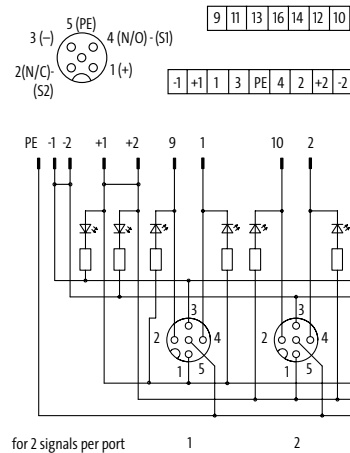 5 (PE)
3 (–)
4 (N/O) - (S1)
2(N/C)-
(S2)
1 (+)
9 11 13 16 14 12 10
-1 +1 1 3 PE 4 2 +2 -2
PE -1 -2 +1 +2 9 1 10 2
3 3
2 4 2 4
1 5 1 5
for 2 signals per port 1 2